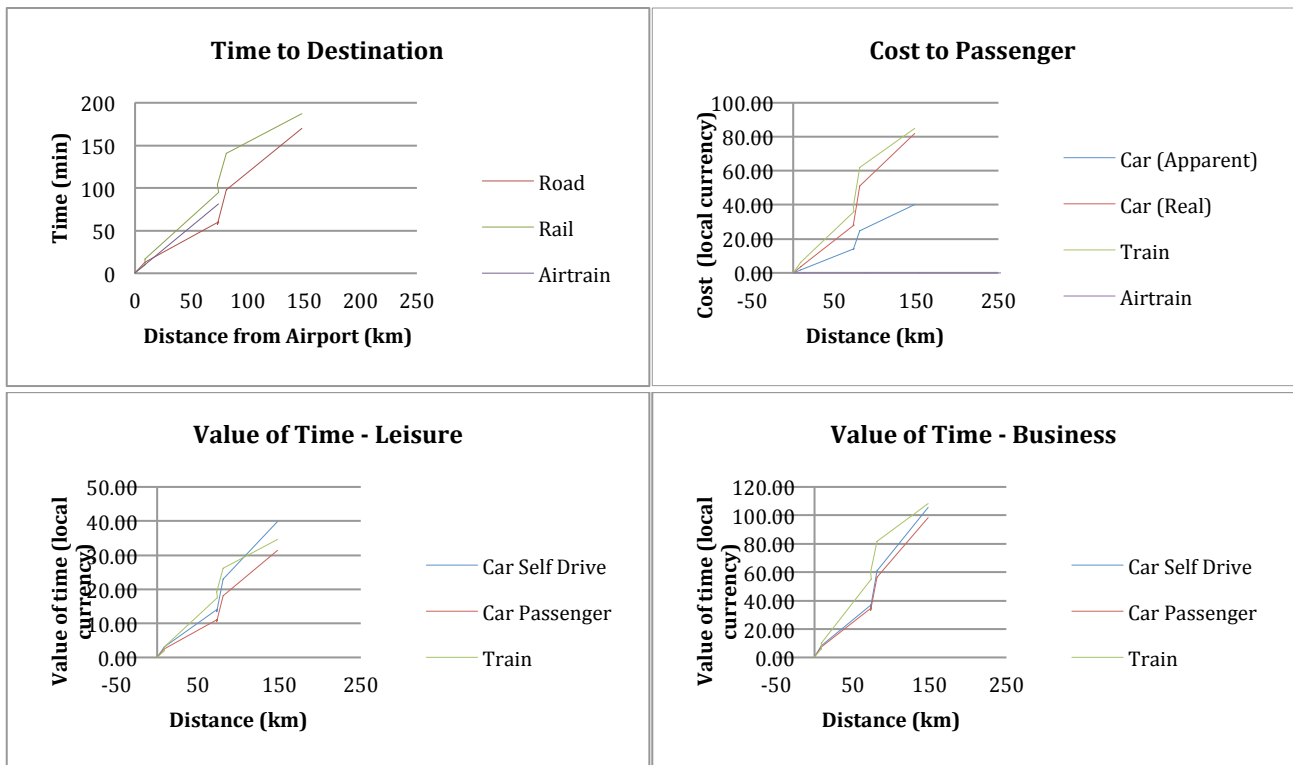 Time to Destination
200
150
100
50
0
Time (min)
0 50 100 150 200 250
Distance from Airport (km)
Road
Rail
Airtrain
Cost to Passenger
100.00
80.00
60.00
40.00
20.00
0.00
Cost (local currency)
-50 50 150 250
Distance (km)
Car (Apparent)
Car (Real)
Train
Airtrain
Value of Time - Leisure
50.00
40.00
30.00
20.00
10.00
0.00
Value of time (local
currency)
-50 50 150 250
Distance (km)
Car Self Drive
Car Passenger
Train
Value of Time - Business
120.00
100.00
80.00
60.00
40.00
20.00
0.00
Value of time (local
currency)
-50 50 150 250
Distance (km)
Car Self Drive
Car Passenger
Train